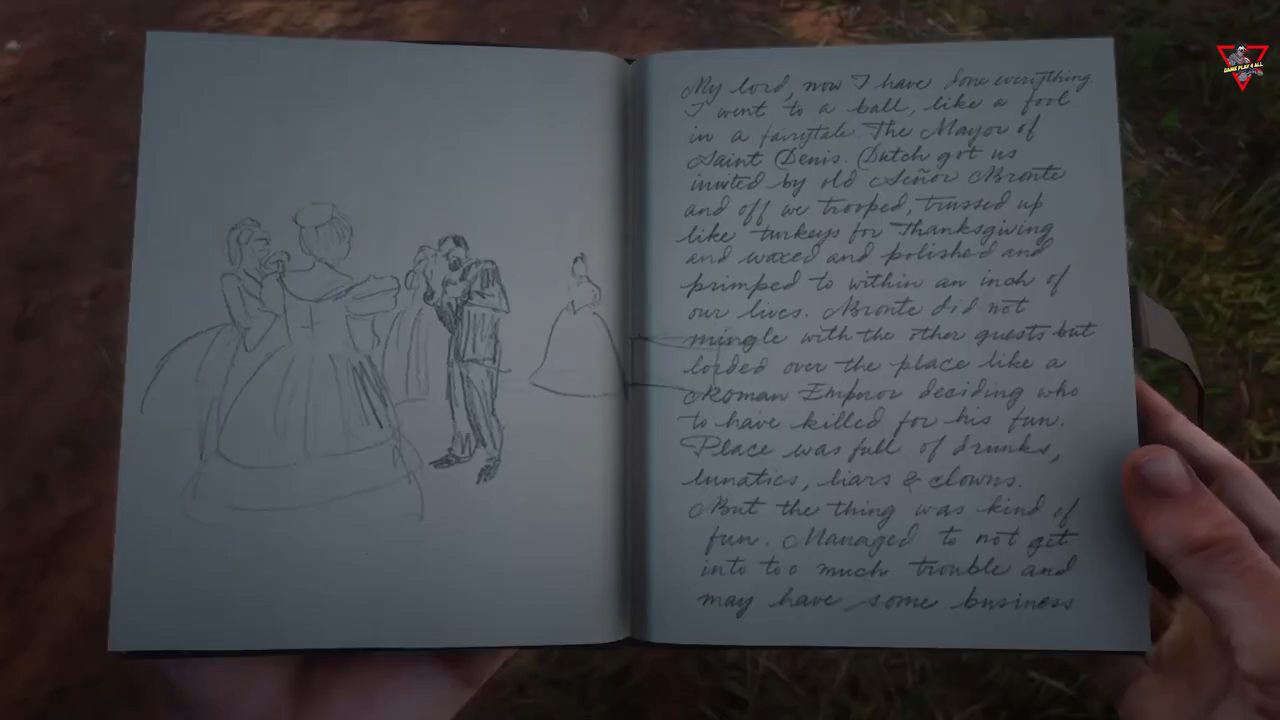 My lord, now I have done everything
I went to a ball, like a fool
in a fairytale The Mayor of
Saint Denis. Dutch got us
invited by old Señor Bronte
and off we trooped, trussed up
like turkeys for Thanksgiving
and waxed and polished and
primped to within an inch of
our lives. Bronte did not
mingle with the other guests but
lorded over the place like a
Roman Emperor deciding who
to have killed for his fun.
Place was full of drunks,
lunatics, liars & clowns.
But the thing was kind of
fun. Managed to not get
into too much trouble and
may have some business
GAME PLAY 4 ALL